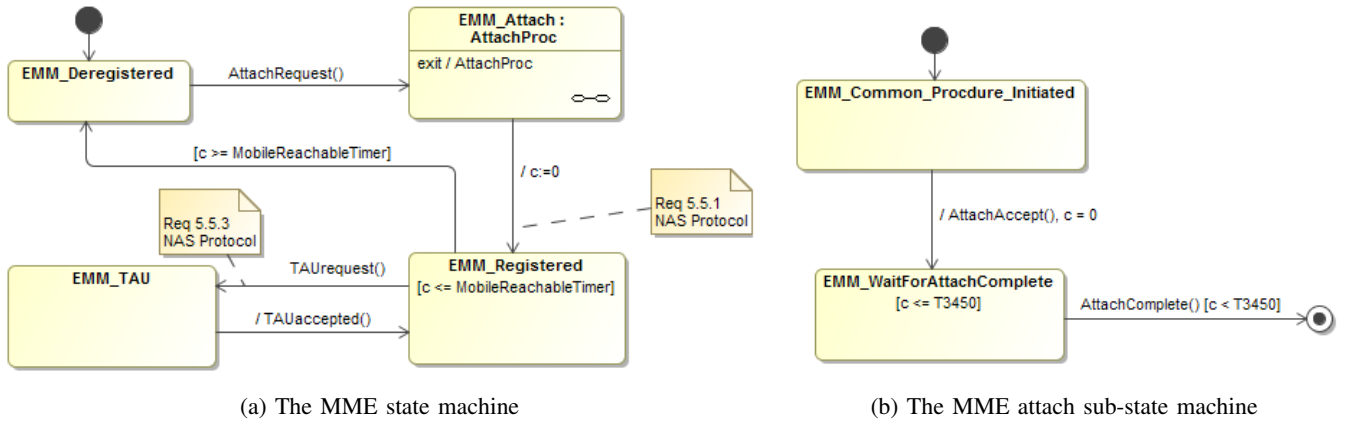 EMM_Deregistered
AttachRequest()
EMM_Attach :
AttachProc
exit / AttachProc
[c >= MobileReachableTimer]
/ c:=0
Req 5.5.3
NAS Protocol
Req 5.5.1
NAS Protocol
EMM_TAU
TAUrequest()
/ TAUaccepted()
EMM_Registered
[c <= MobileReachableTimer]
(a) The MME state machine
EMM_Common_Procdure_Initiated
/ AttachAccept(), c = 0
EMM_WaitForAttachComplete
[c <= T3450]
AttachComplete() [c < T3450]
(b) The MME attach sub-state machine